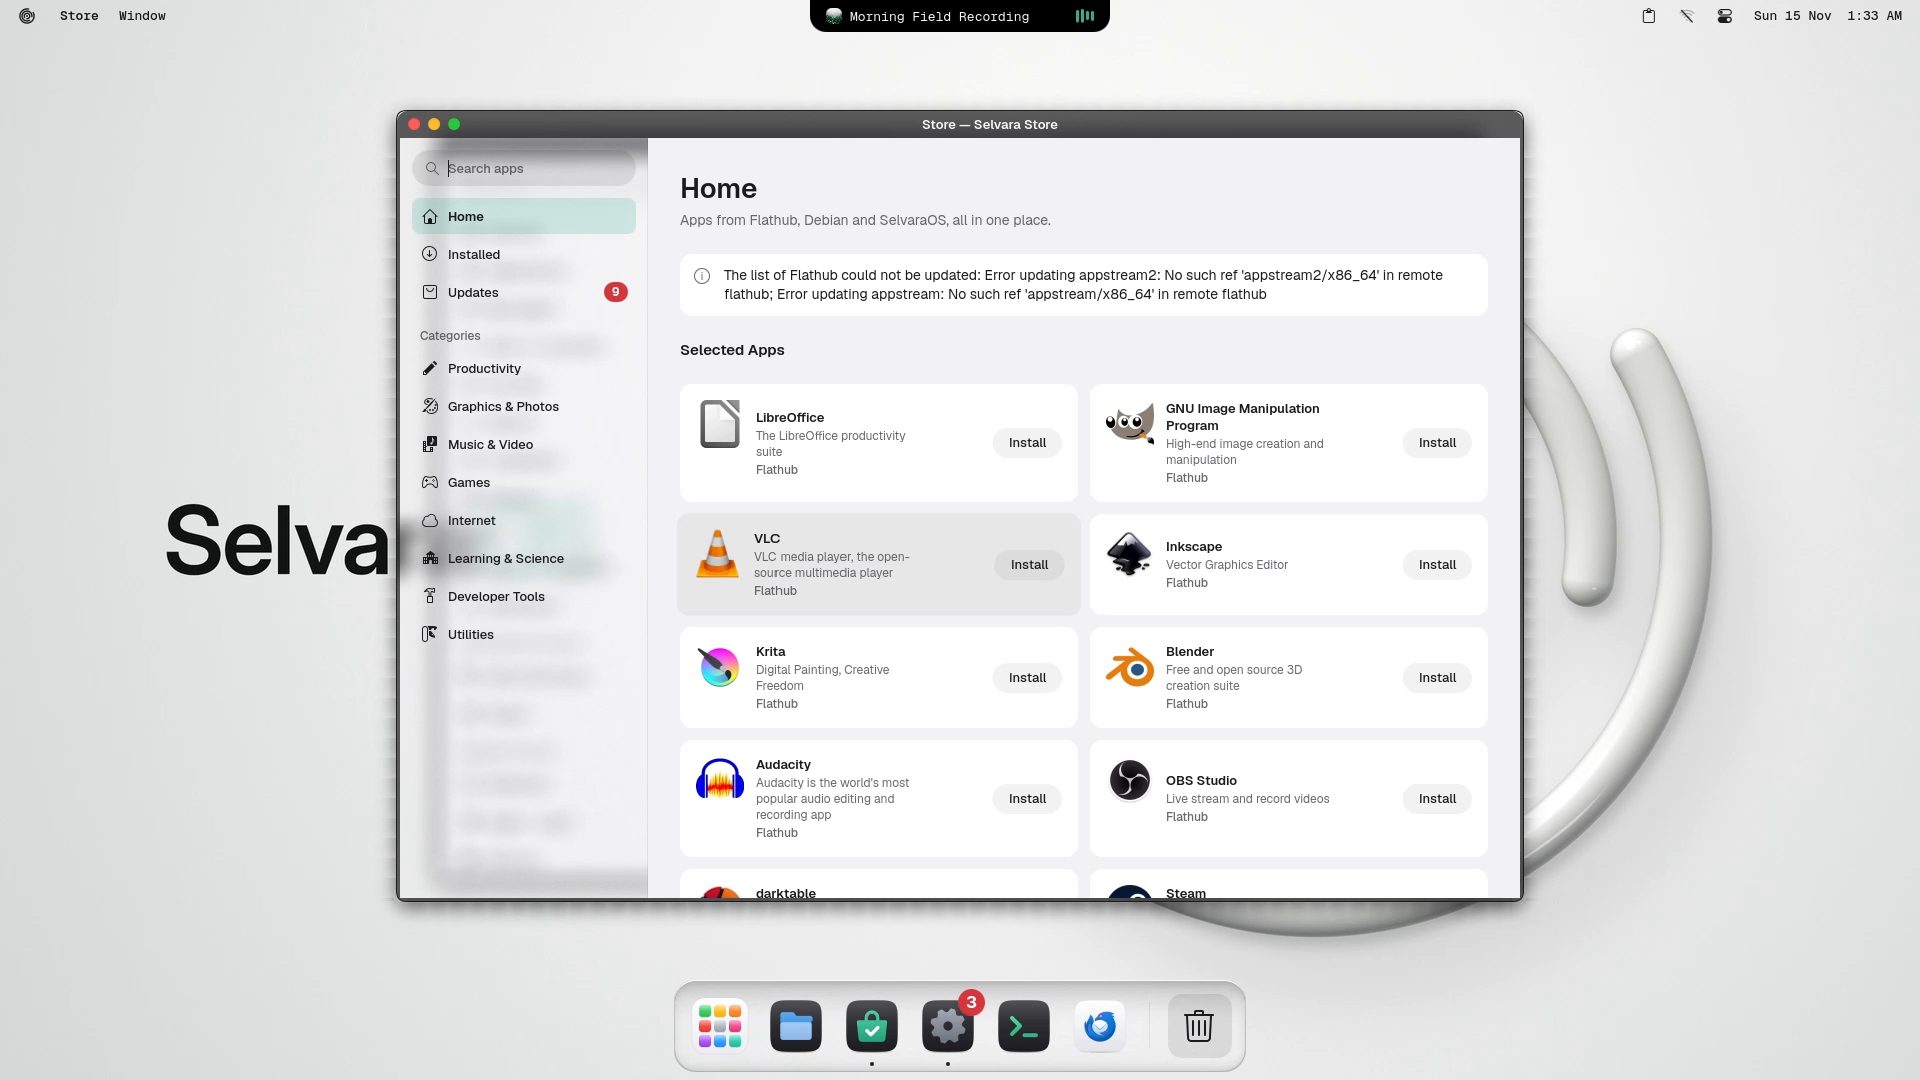 Store Window
Morning Field Recording
Sun 15 Nov 1:33 AM
Selva
Store — Selvara Store
Search apps
Home
Installed
Updates 9
Categories
Productivity
Graphics & Photos
Music & Video
Games
Internet
Learning & Science
Developer Tools
Utilities
Home
Apps from Flathub, Debian and SelvaraOS, all in one place.
The list of Flathub could not be updated: Error updating appstream2: No such ref 'appstream2/x86_64' in remote
flathub; Error updating appstream: No such ref 'appstream/x86_64' in remote flathub
Selected Apps
LibreOffice
The LibreOffice productivity
suite
Flathub
Install
GNU Image Manipulation
Program
High-end image creation and
manipulation
Flathub
Install
VLC
VLC media player, the open-
source multimedia player
Flathub
Install
Inkscape
Vector Graphics Editor
Flathub
Install
Krita
Digital Painting, Creative
Freedom
Flathub
Install
Blender
Free and open source 3D
creation suite
Flathub
Install
Audacity
Audacity is the world's most
popular audio editing and
recording app
Flathub
Install
OBS Studio
Live stream and record videos
Flathub
Install
darktable
Steam
3